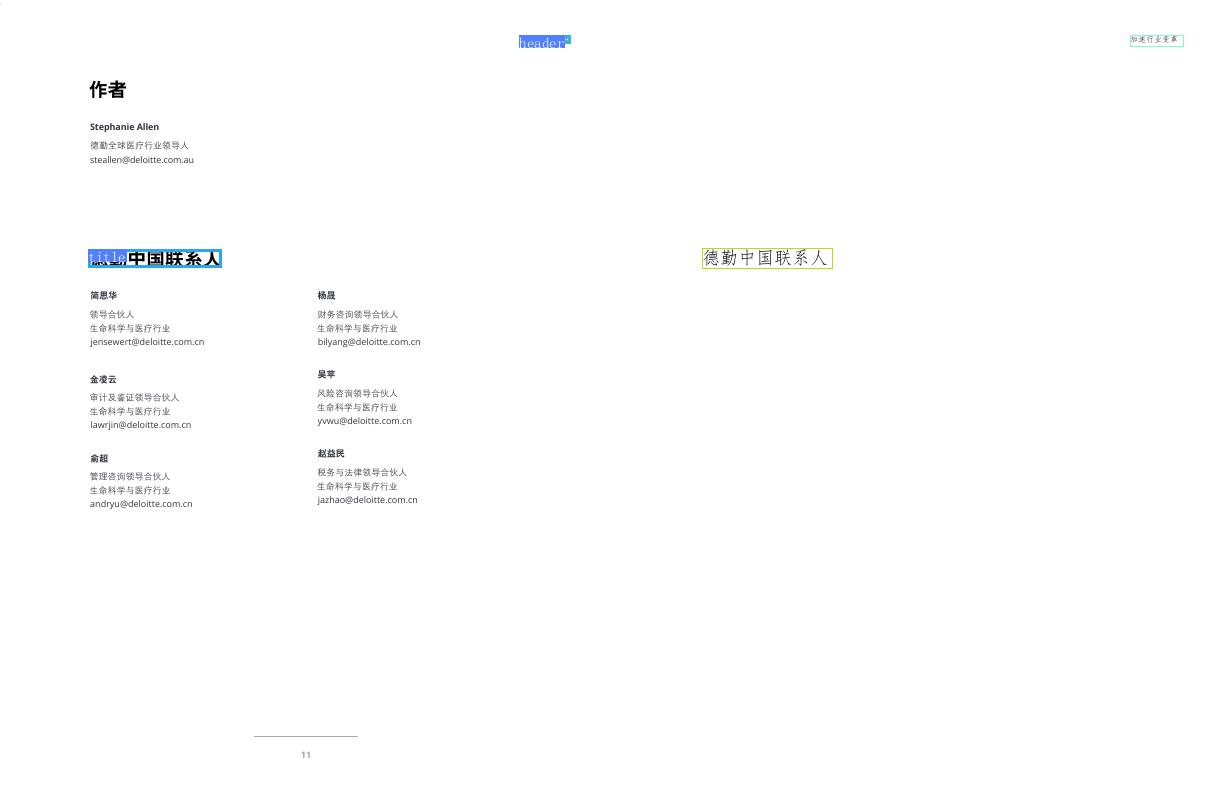 header
加速行业变革
作者
Stephanie Allen
德勤全球医疗行业领导人
steallen@deloitte.com.au
title
德勤中国联系人
德勤中国联系人
简思华
领导合伙人
生命科学与医疗行业
jensewert@deloitte.com.cn
金凌云
审计及鉴证领导合伙人
生命科学与医疗行业
lawrjin@deloitte.com.cn
俞超
管理咨询领导合伙人
生命科学与医疗行业
andryu@deloitte.com.cn
杨晟
财务咨询领导合伙人
生命科学与医疗行业
bilyang@deloitte.com.cn
吴苹
风险咨询领导合伙人
生命科学与医疗行业
yvwu@deloitte.com.cn
赵益民
税务与法律领导合伙人
生命科学与医疗行业
jazhao@deloitte.com.cn
11